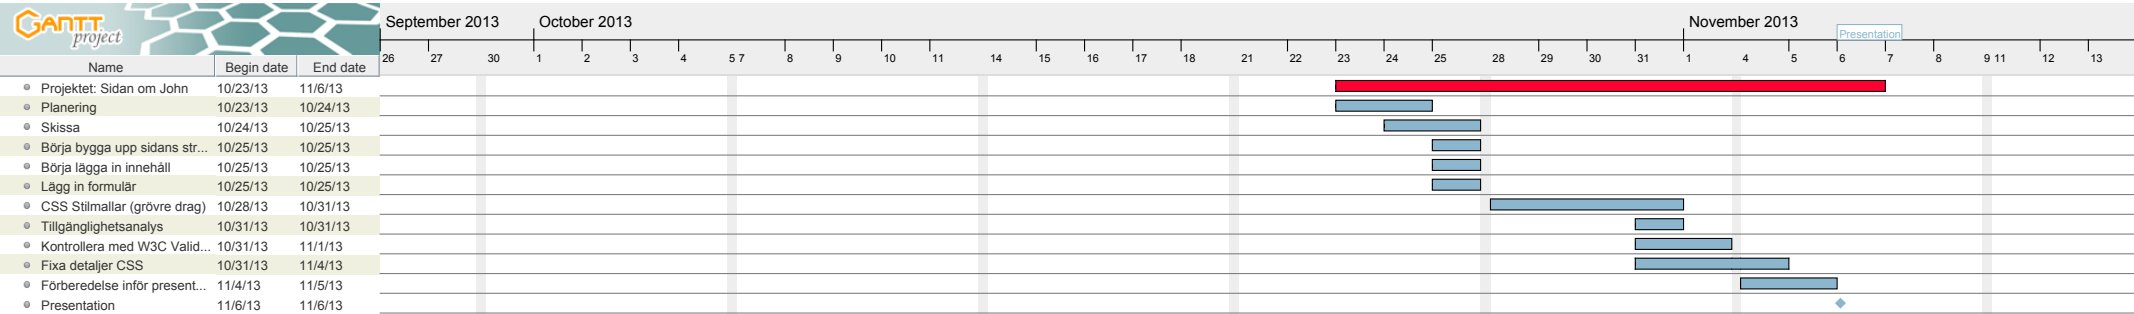 GANTT project
September 2013 October 2013 November 2013
Presentation
26 27 30 1 2 3 4 5 7 8 9 10 11 14 15 16 17 18 21 22 23 24 25 28 29 30 31 1 4 5 6 7 8 9 11 12 13
Name Begin date End date
Projektet: Sidan om John 10/23/13 11/6/13
Planering 10/23/13 10/24/13
Skissa 10/24/13 10/25/13
Börja bygga upp sidans str... 10/25/13 10/25/13
Börja lägga in innehåll 10/25/13 10/25/13
Lägg in formulär 10/25/13 10/25/13
CSS Stilmallar (grövre drag) 10/28/13 10/31/13
Tillgänglighetsanalys 10/31/13 10/31/13
Kontrollera med W3C Valid... 10/31/13 11/1/13
Fixa detaljer CSS 10/31/13 11/4/13
Förberedelse inför present... 11/4/13 11/5/13
Presentation 11/6/13 11/6/13